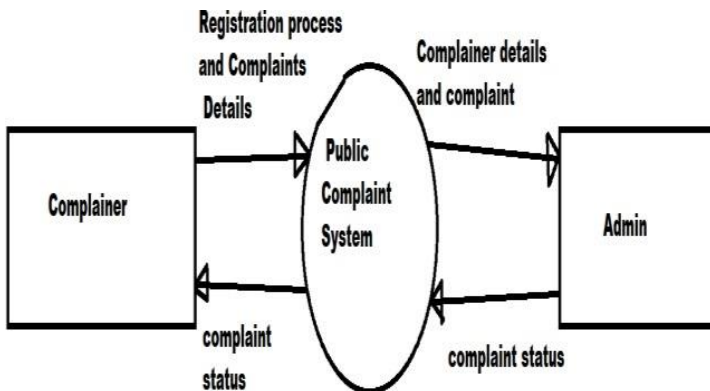 Registration process
and Complaints
Details
Complainer details
and complaint
Complainer
Public
Complaint
System
Admin
complaint
status
complaint status